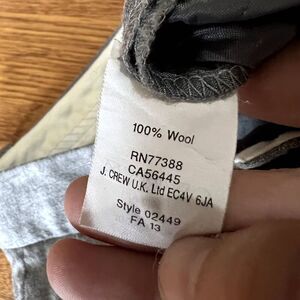 100% Wool
RN77388
CA56445
J. CREW U.K. Ltd EC4V 6JA
Style 02449
FA 13